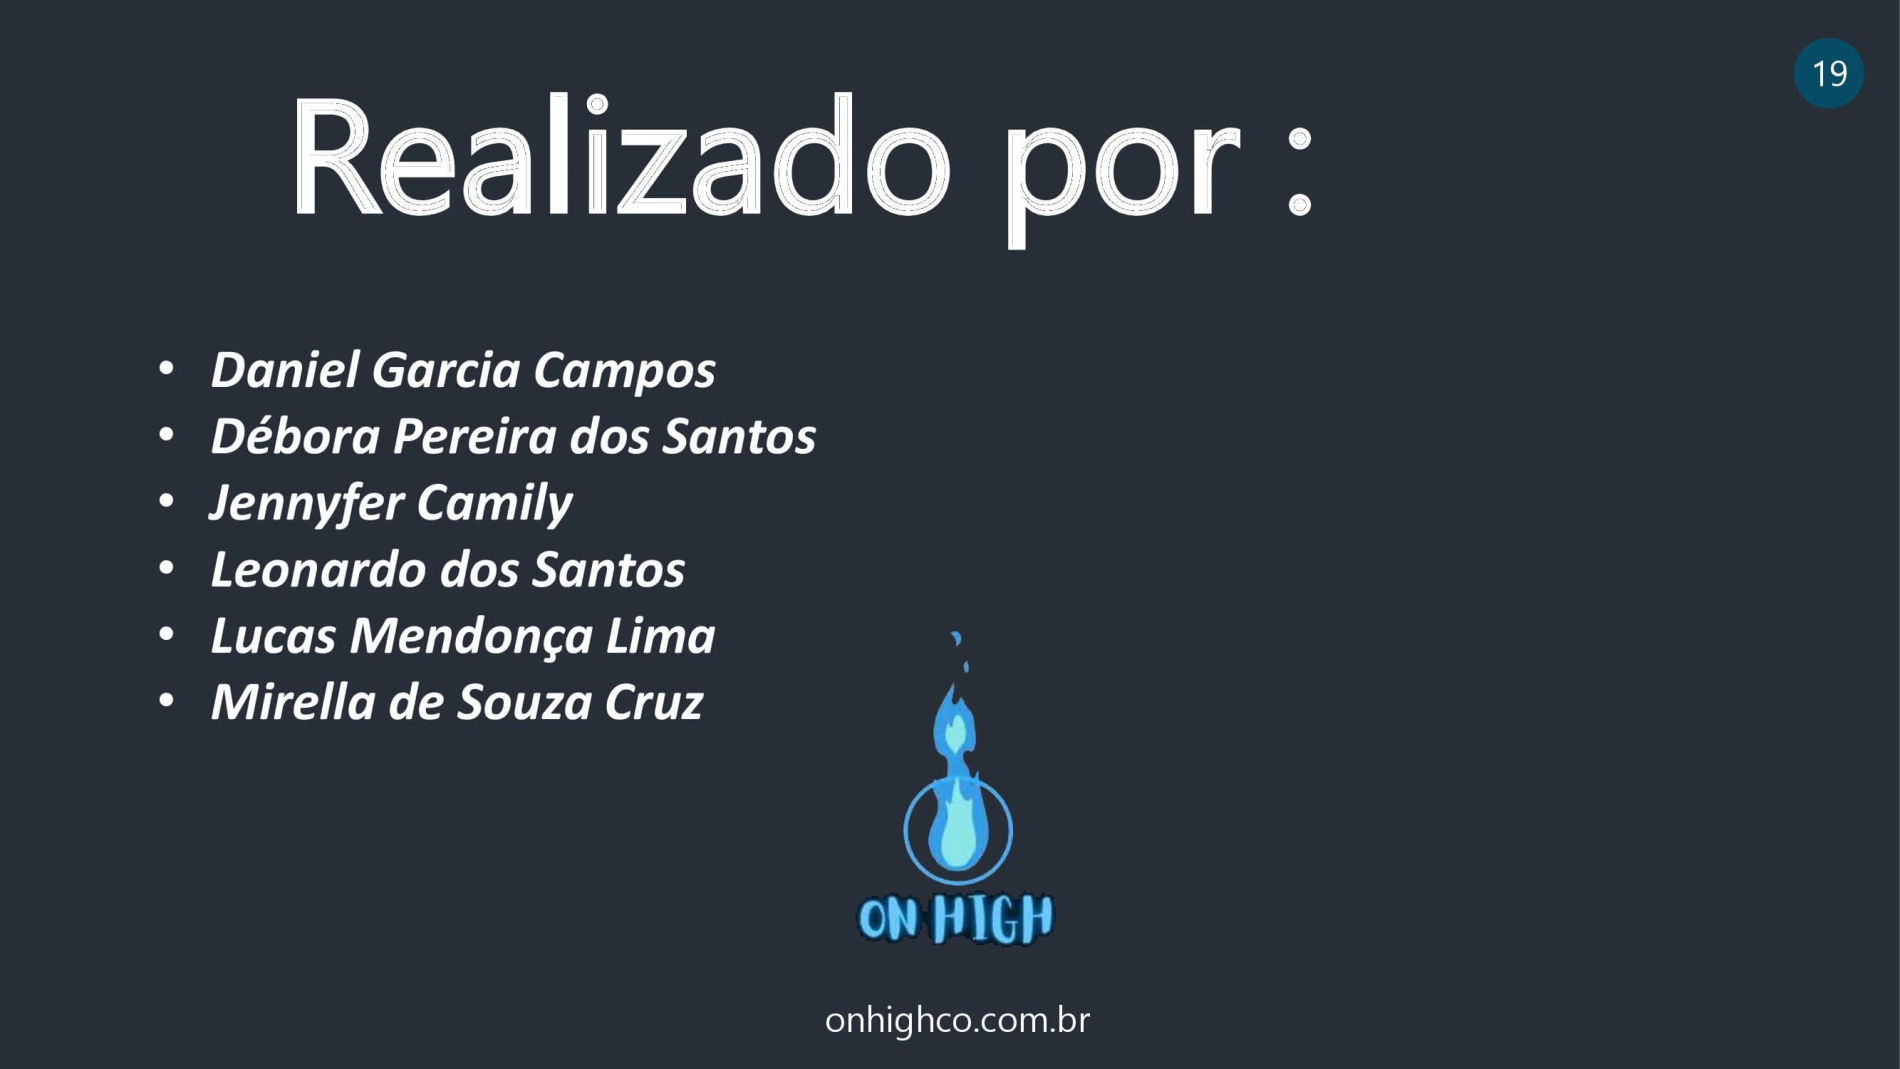 19
Realizado por :
• Daniel Garcia Campos
• Débora Pereira dos Santos
• Jennyfer Camily
• Leonardo dos Santos
• Lucas Mendonça Lima
• Mirella de Souza Cruz
ON HIGH
onhighco.com.br